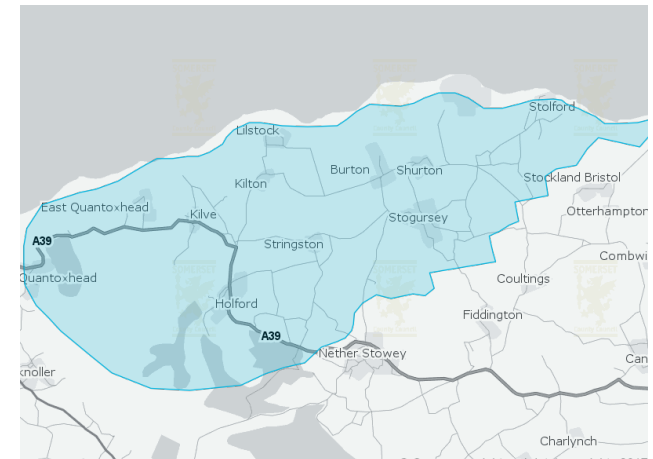 Stolford
Lilstock
Burton
Shurton
Kilton
Stockland Bristol
East Quantoxhead
Kilve
Stogursey
Otterhampton
A39
Stringston
Combwi
Quantoxhead
Coultings
Holford
Fiddington
A39
Nether Stowey
Can
knoller
Charlynch